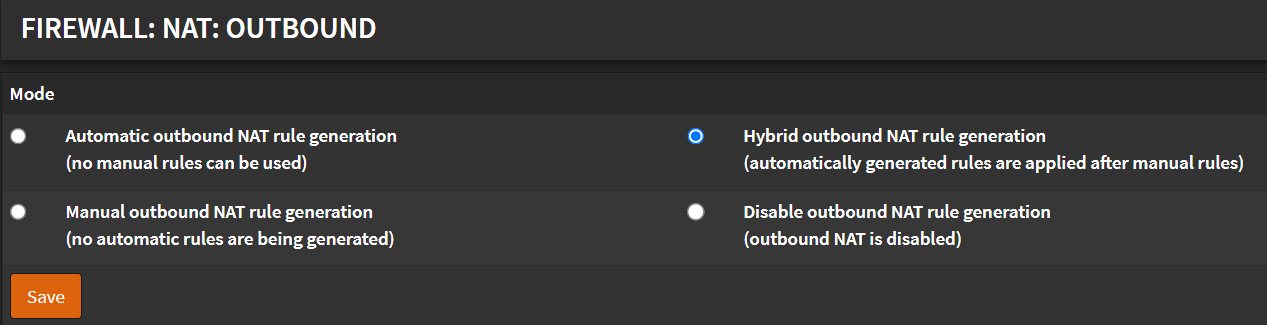 FIREWALL: NAT: OUTBOUND
Mode
Automatic outbound NAT rule generation
(no manual rules can be used)
Hybrid outbound NAT rule generation
(automatically generated rules are applied after manual rules)
Manual outbound NAT rule generation
(no automatic rules are being generated)
Disable outbound NAT rule generation
(outbound NAT is disabled)
Save